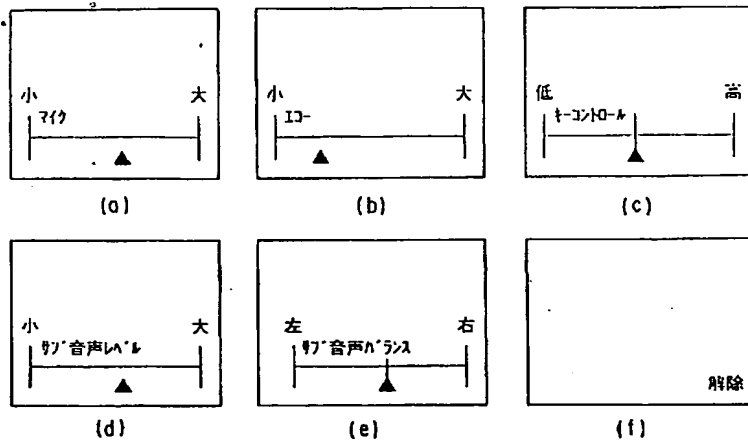 小 大
マイク
(a)
小 大
エコー
(b)
低 高
キーコントロール
(c)
小 大
サブ音声レベル
(d)
左 右
サブ音声バランス
(e)
解除
(f)